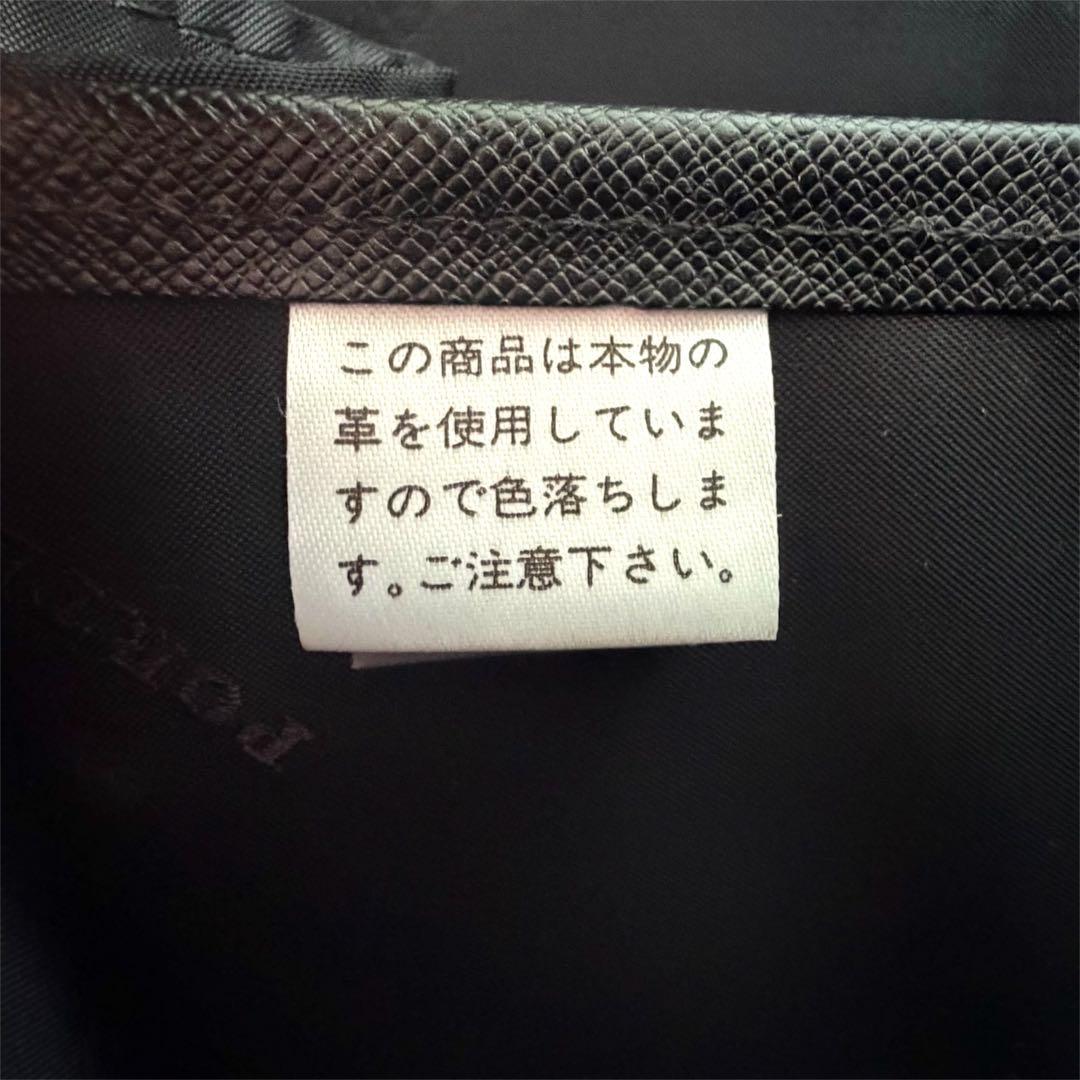 この商品は本物の
革を使用していま
すので色落ちしま
す。ご注意下さい。
PORTER